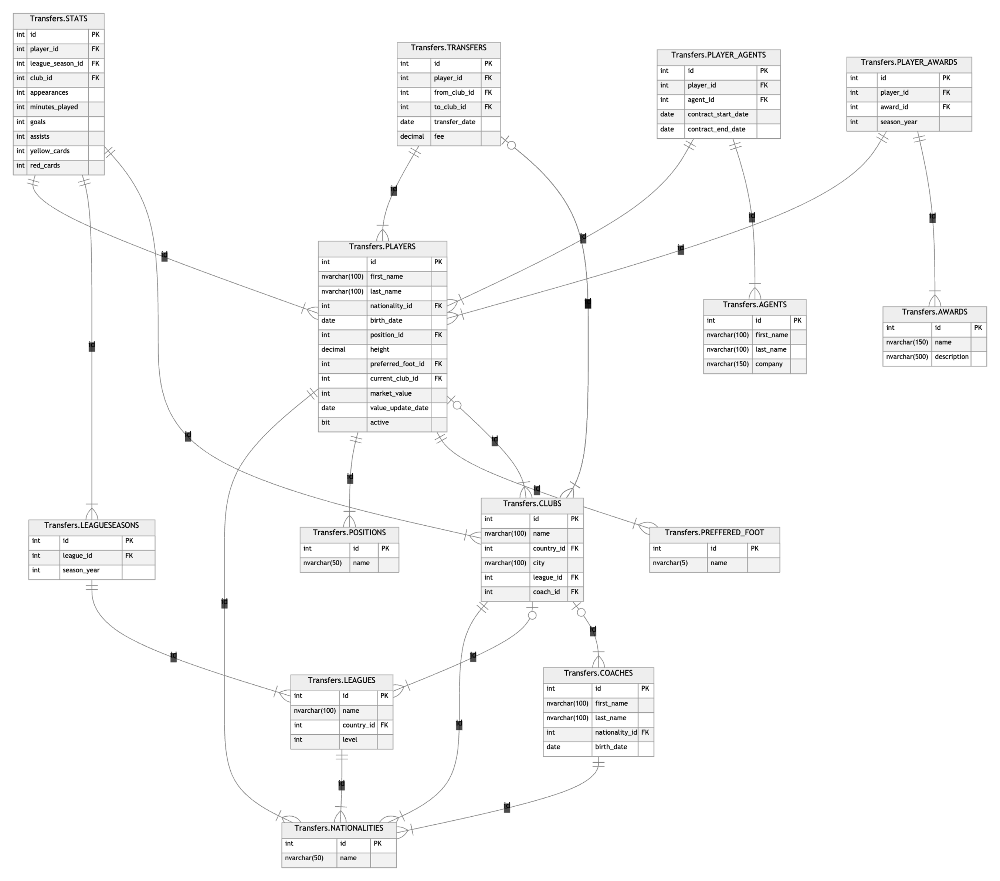 Transfers.STATS
int id PK
int player_id FK
int league_season_id FK
int club_id FK
int appearances
int minutes_played
int goals
int assists
int yellow_cards
int red_cards
Transfers.TRANSFERS
int id PK
int player_id FK
int from_club_id FK
int to_club_id FK
date transfer_date
decimal fee
Transfers.PLAYER_AGENTS
int id PK
int player_id FK
int agent_id FK
date contract_start_date
date contract_end_date
Transfers.PLAYER_AWARDS
int id PK
int player_id FK
int award_id FK
int season_year
id
id
id
id
id
id
id
id
id
Transfers.PLAYERS
int id PK
nvarchar(100) first_name
nvarchar(100) last_name
int nationality_id FK
date birth_date
int position_id FK
decimal height
int preferred_foot_id FK
int current_club_id FK
int market_value
date value_update_date
bit active
Transfers.AGENTS
int id PK
nvarchar(100) first_name
nvarchar(100) last_name
nvarchar(150) company
Transfers.AWARDS
int id PK
nvarchar(150) name
nvarchar(500) description
id
id
id
Transfers.LEAGUESEASONS
int id PK
int league_id FK
int season_year
Transfers.POSITIONS
int id PK
nvarchar(50) name
Transfers.CLUBS
int id PK
nvarchar(100) name
int country_id FK
nvarchar(100) city
int league_id FK
int coach_id FK
Transfers.PREFFERED_FOOT
int id PK
nvarchar(5) name
id
id
id
id
id
Transfers.LEAGUES
int id PK
nvarchar(100) name
int country_id FK
int level
Transfers.COACHES
int id PK
nvarchar(100) first_name
nvarchar(100) last_name
int nationality_id FK
date birth_date
id
id
Transfers.NATIONALITIES
int id PK
nvarchar(50) name